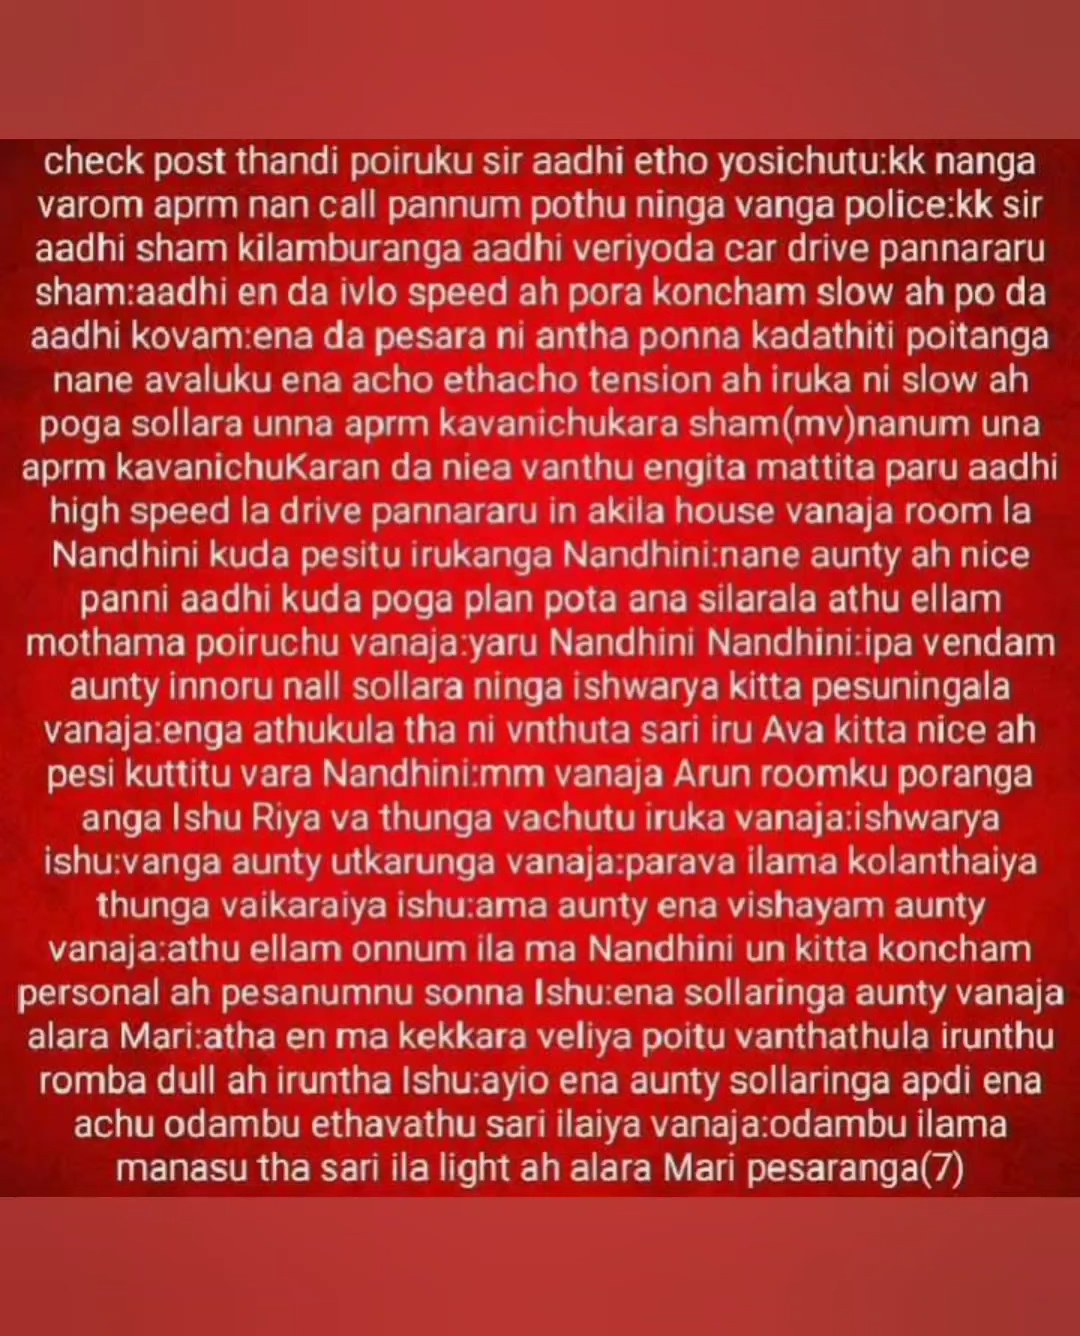 check post thandi poiruku sir aadhi etho yosichutu:kk nanga
varom aprm nan call pannum pothu ninga vanga police:kk sir
aadhi sham kilamburanga aadhi veriyoda car drive pannararu
sham:aadhi en da ivlo speed ah pora koncham slow ah po da
aadhi kovam:ena da pesara ni antha ponna kadathiti poitanga
nane avaluku ena acho ethacho tension ah iruka ni slow ah
poga sollara unna aprm kavanichukara sham(mv)nanum una
aprm kavanichuKaran da niea vanthu engita mattita paru aadhi
high speed la drive pannararu in akila house vanaja room la
Nandhini kuda pesitu irukanga Nandhini:nane aunty ah nice
panni aadhi kuda poga plan pota ana silarala athu ellam
mothama poiruchu vanaja:yaru Nandhini Nandhini:ipa vendam
aunty innoru nall sollara ninga ishwarya kitta pesuningala
vanaja:enga athukula tha ni vnthuta sari iru Ava kitta nice ah
pesi kuttitu vara Nandhini:mm vanaja Arun roomku poranga
anga Ishu Riya va thunga vachutu iruka vanaja:ishwarya
ishu:vanga aunty utkarunga vanaja:parava ilama kolanthaiya
thunga vaikaraiya ishu:ama aunty ena vishayam aunty
vanaja:athu ellam onnum ila ma Nandhini un kitta koncham
personal ah pesanumnu sonna Ishu:ena sollaringa aunty vanaja
alara Mari:atha en ma kekkara veliya poitu vanthathula irunthu
romba dull ah iruntha Ishu:ayio ena aunty sollaringa apdi ena
achu odambu ethavathu sari ilaiya vanaja:odambu ilama
manasu tha sari ila light ah alara Mari pesaranga(7)